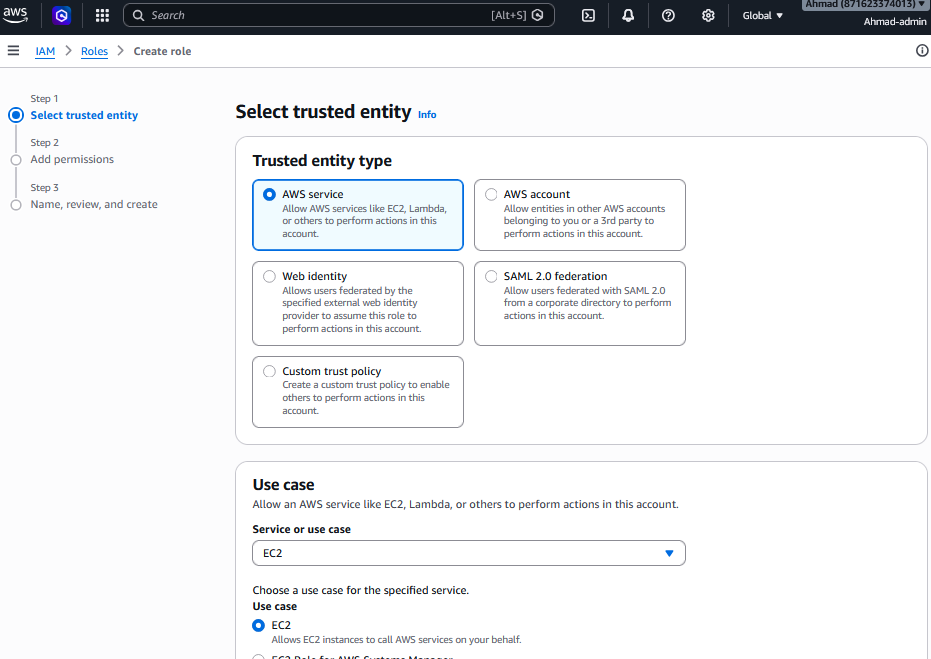 aws
Search [Alt+S]
Global
Ahmad (871623374013)
Ahmad-admin
IAM > Roles > Create role
Step 1
Select trusted entity
Step 2
Add permissions
Step 3
Name, review, and create
Select trusted entity Info
Trusted entity type
AWS service
Allow AWS services like EC2, Lambda,
or others to perform actions in this
account.
AWS account
Allow entities in other AWS accounts
belonging to you or a 3rd party to
perform actions in this account.
Web identity
Allows users federated by the
specified external web identity
provider to assume this role to
perform actions in this account.
SAML 2.0 federation
Allow users federated with SAML 2.0
from a corporate directory to perform
actions in this account.
Custom trust policy
Create a custom trust policy to enable
others to perform actions in this
account.
Use case
Allow an AWS service like EC2, Lambda, or others to perform actions in this account.
Service or use case
EC2
Choose a use case for the specified service.
Use case
EC2
Allows EC2 instances to call AWS services on your behalf.
EC2 Role for AWS Systems Manager